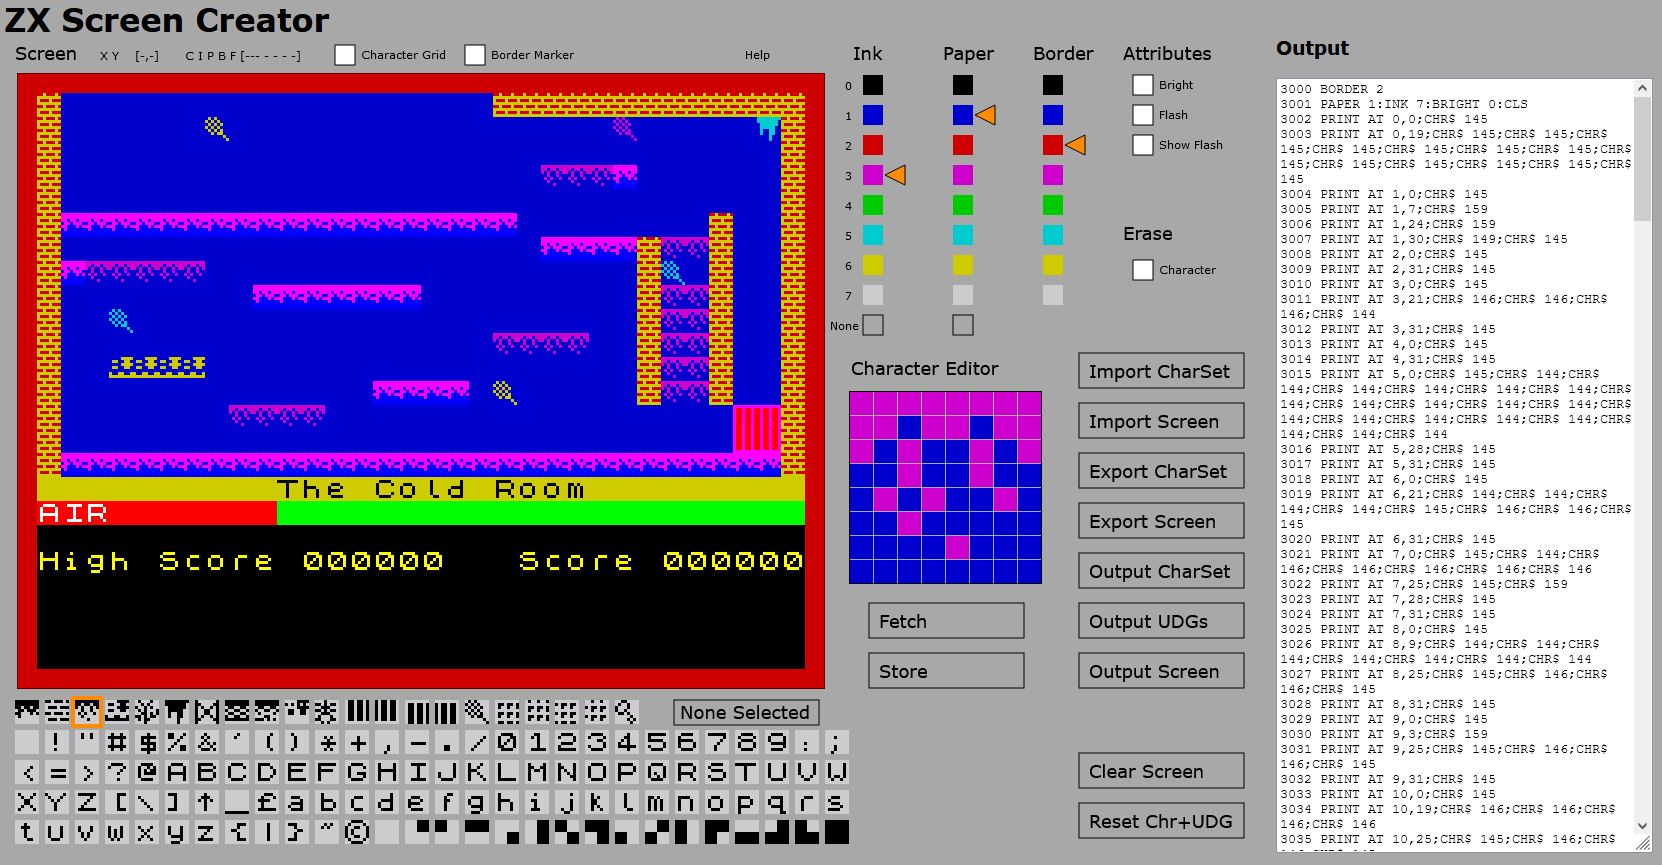 ZX Screen Creator
Screen X Y [-,-] C I P B F [--- - - - -] Character Grid Border Marker Help
The Cold Room
AIR
High Score 000000 Score 000000
None Selected
! " # $ % & ' ( ) * + , - . / 0 1 2 3 4 5 6 7 8 9 : ;
< = > ? @ A B C D E F G H I J K L M N O P Q R S T U V W
X Y Z [ \ ] ↑ _ £ a b c d e f g h i j k l m n o p q r s
t u v w x y z { | } ~ ©
Ink Paper Border Attributes
0
1
2
3
4
5
6
7
None
Bright
Flash
Show Flash
Erase
Character
Character Editor
Fetch
Store
Import CharSet
Import Screen
Export CharSet
Export Screen
Output CharSet
Output UDGs
Output Screen
Clear Screen
Reset Chr+UDG
Output
3000 BORDER 2
3001 PAPER 1:INK 7:BRIGHT 0:CLS
3002 PRINT AT 0,0;CHR$ 145
3003 PRINT AT 0,19;CHR$ 145;CHR$ 145;CHR$
145;CHR$ 145;CHR$ 145;CHR$ 145;CHR$ 145;CHR$
145;CHR$ 145;CHR$ 145;CHR$ 145;CHR$ 145;CHR$
145
3004 PRINT AT 1,0;CHR$ 145
3005 PRINT AT 1,7;CHR$ 159
3006 PRINT AT 1,24;CHR$ 159
3007 PRINT AT 1,30;CHR$ 149;CHR$ 145
3008 PRINT AT 2,0;CHR$ 145
3009 PRINT AT 2,31;CHR$ 145
3010 PRINT AT 3,0;CHR$ 145
3011 PRINT AT 3,21;CHR$ 146;CHR$ 146;CHR$
146;CHR$ 144
3012 PRINT AT 3,31;CHR$ 145
3013 PRINT AT 4,0;CHR$ 145
3014 PRINT AT 4,31;CHR$ 145
3015 PRINT AT 5,0;CHR$ 145;CHR$ 144;CHR$
144;CHR$ 144;CHR$ 144;CHR$ 144;CHR$ 144;CHR$
144;CHR$ 144;CHR$ 144;CHR$ 144;CHR$ 144;CHR$
144;CHR$ 144;CHR$ 144;CHR$ 144;CHR$ 144;CHR$
144;CHR$ 144;CHR$ 144
3016 PRINT AT 5,28;CHR$ 145
3017 PRINT AT 5,31;CHR$ 145
3018 PRINT AT 6,0;CHR$ 145
3019 PRINT AT 6,21;CHR$ 144;CHR$ 144;CHR$
144;CHR$ 144;CHR$ 145;CHR$ 146;CHR$ 146;CHR$
145
3020 PRINT AT 6,31;CHR$ 145
3021 PRINT AT 7,0;CHR$ 145;CHR$ 144;CHR$
146;CHR$ 146;CHR$ 146;CHR$ 146;CHR$ 146
3022 PRINT AT 7,25;CHR$ 145;CHR$ 159
3023 PRINT AT 7,28;CHR$ 145
3024 PRINT AT 7,31;CHR$ 145
3025 PRINT AT 8,0;CHR$ 145
3026 PRINT AT 8,9;CHR$ 144;CHR$ 144;CHR$
144;CHR$ 144;CHR$ 144;CHR$ 144;CHR$ 144
3027 PRINT AT 8,25;CHR$ 145;CHR$ 146;CHR$
146;CHR$ 145
3028 PRINT AT 8,31;CHR$ 145
3029 PRINT AT 9,0;CHR$ 145
3030 PRINT AT 9,3;CHR$ 159
3031 PRINT AT 9,25;CHR$ 145;CHR$ 146;CHR$
146;CHR$ 145
3032 PRINT AT 9,31;CHR$ 145
3033 PRINT AT 10,0;CHR$ 145
3034 PRINT AT 10,19;CHR$ 146;CHR$ 146;CHR$
146;CHR$ 146
3035 PRINT AT 10,25;CHR$ 145;CHR$ 146;CHR$